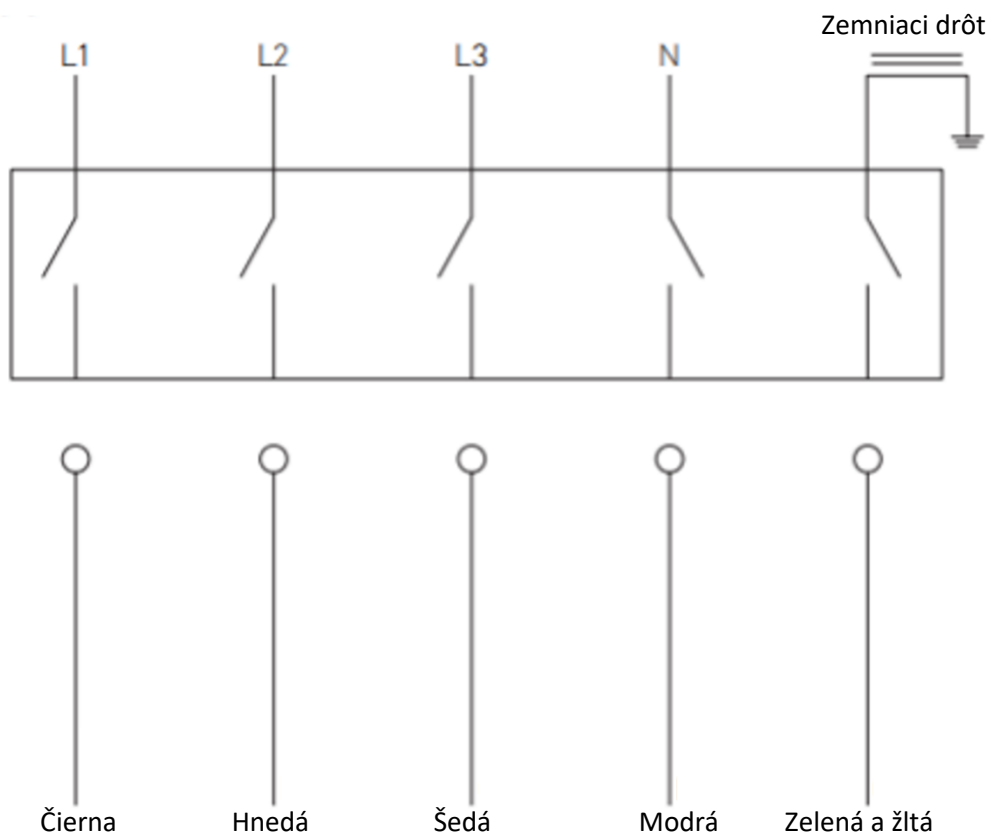 Zemniaci drôt
L1 L2 L3 N
Čierna Hnedá Šedá Modrá Zelená a žltá